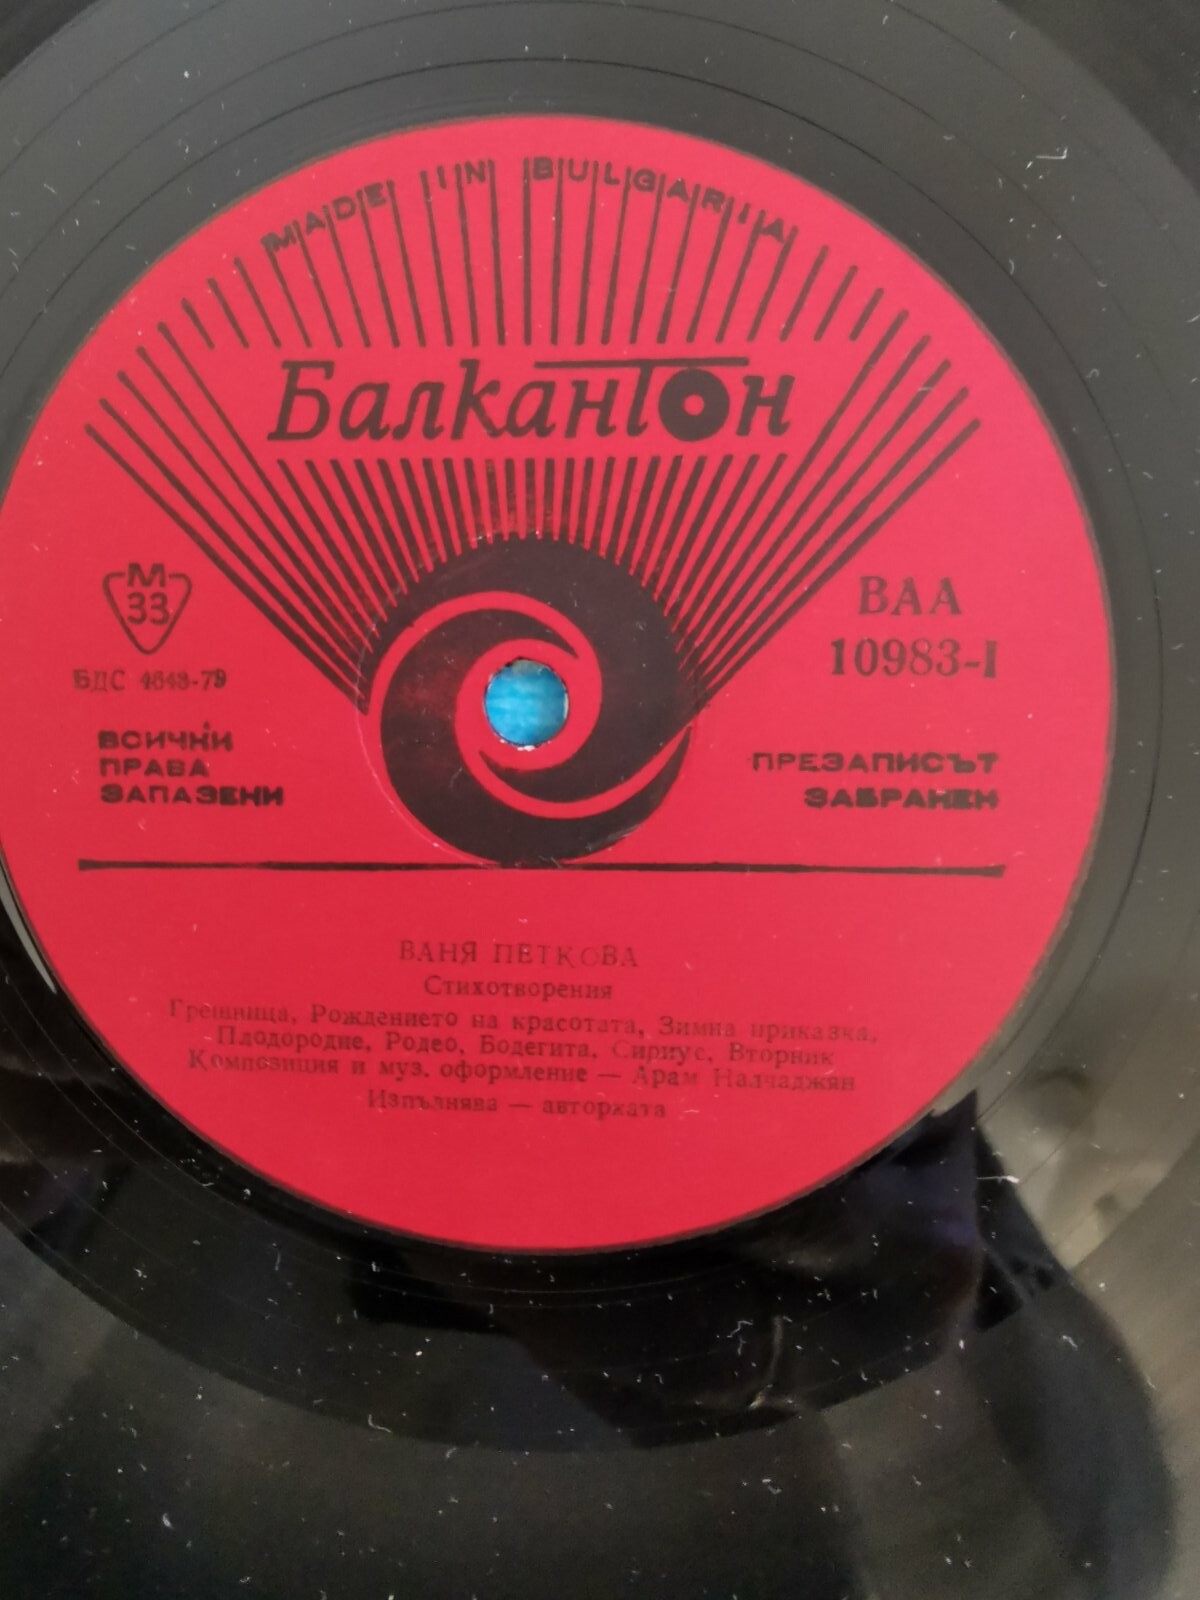 MADE IN BULGARIA
Балкантон
М
33
БДС 4643-79
ВАА
10983-I
ВСИЧКИ
ПРАВА
ЗАПАЗЕНИ
ПРЕЗАПИСЪТ
ЗАБРАНЕН
ВАНЯ ПЕТКОВА
Стихотворения
Грешница, Рождението на красотата, Зимна приказка,
Плодородие, Родео, Бодегита, Сириус, Вторник
Композиция и муз. оформление — Арам Налчаджян
Изпълнява — авторката